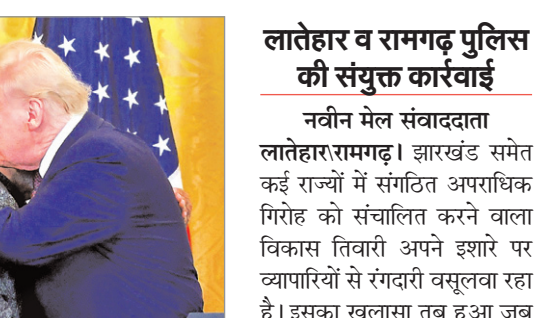 लातेहार व रामगढ़ पुलिस
की संयुक्त कार्रवाई
नवीन मेल संवाददाता
लातेहार\रामगढ़। झारखंड समेत
कई राज्यों में संगठित अपराधिक
गिरोह को संचालित करने वाला
विकास तिवारी अपने इशारे पर
व्यापारियों से रंगदारी वसूलवा रहा
है। इसका खुलासा तब हुआ जब